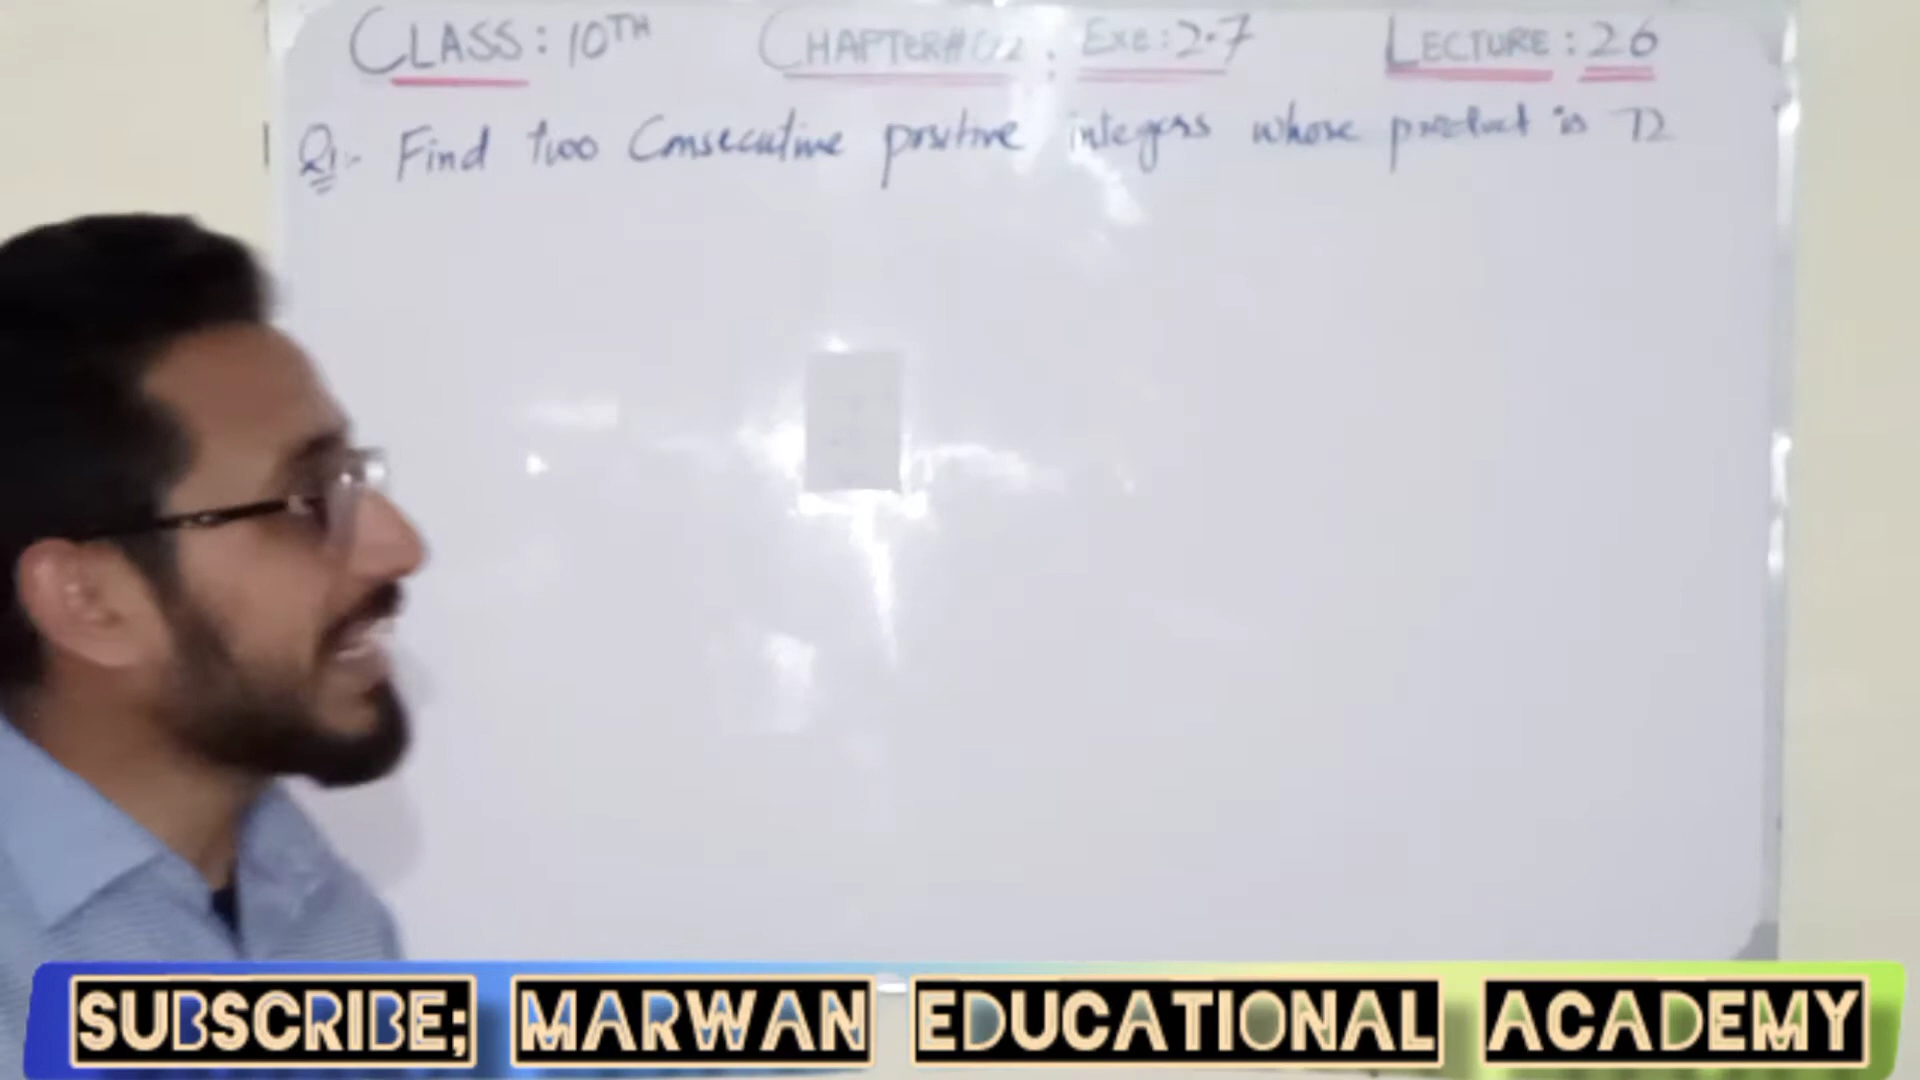 CLASS: 10TH CHAPTER#02: Exe: 2.7 LECTURE: 26
Q1:- Find two Consecutive positive integers whose product is 72
SUBSCRIBE; MARWAN EDUCATIONAL ACADEMY